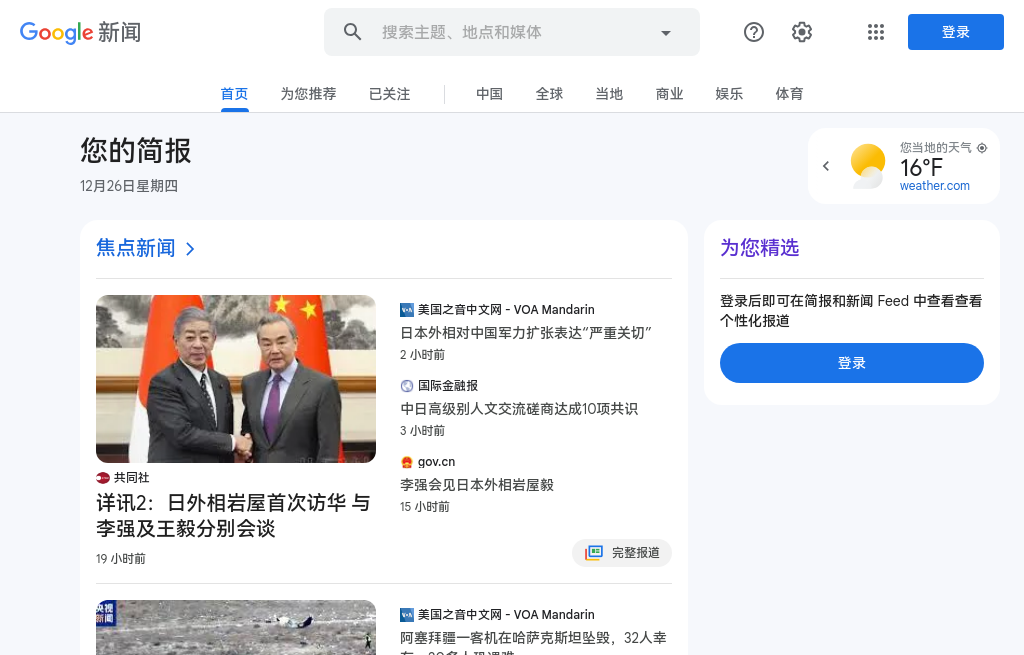 Google 新闻
搜索主题、地点和媒体
登录
首页 为您推荐 已关注 中国 全球 当地 商业 娱乐 体育
您的简报
12月26日星期四
您当地的天气
16°F
weather.com
焦点新闻
共同社
详讯2：日外相岩屋首次访华 与
李强及王毅分别会谈
19 小时前
美国之音中文网 - VOA Mandarin
日本外相对中国军力扩张表达“严重关切”
2 小时前
国际金融报
中日高级别人文交流磋商达成10项共识
3 小时前
gov.cn
李强会见日本外相岩屋毅
15 小时前
完整报道
为您精选
登录后即可在简报和新闻 Feed 中查看查看
个性化报道
登录
央视
新闻
美国之音中文网 - VOA Mandarin
阿塞拜疆一客机在哈萨克斯坦坠毁，32人幸